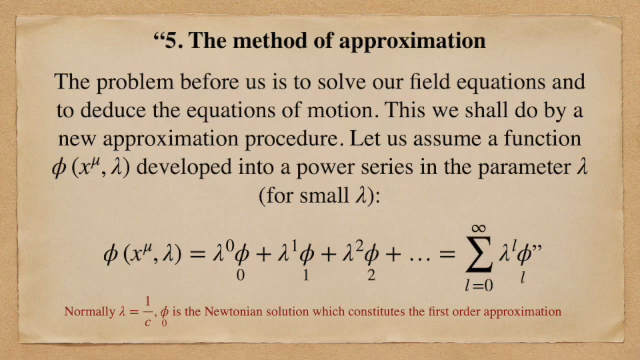 “5. The method of approximation
The problem before us is to solve our field equations and
to deduce the equations of motion. This we shall do by a
new approximation procedure. Let us assume a function
ϕ (x^μ, λ) developed into a power series in the parameter λ
(for small λ):
ϕ (x^μ, λ) = λ^0 ϕ_0 + λ^1 ϕ_1 + λ^2 ϕ_2 + … = ∑_{l=0}^{∞} λ^l ϕ_l”
Normally λ = 1/c, ϕ_0 is the Newtonian solution which constitutes the first order approximation